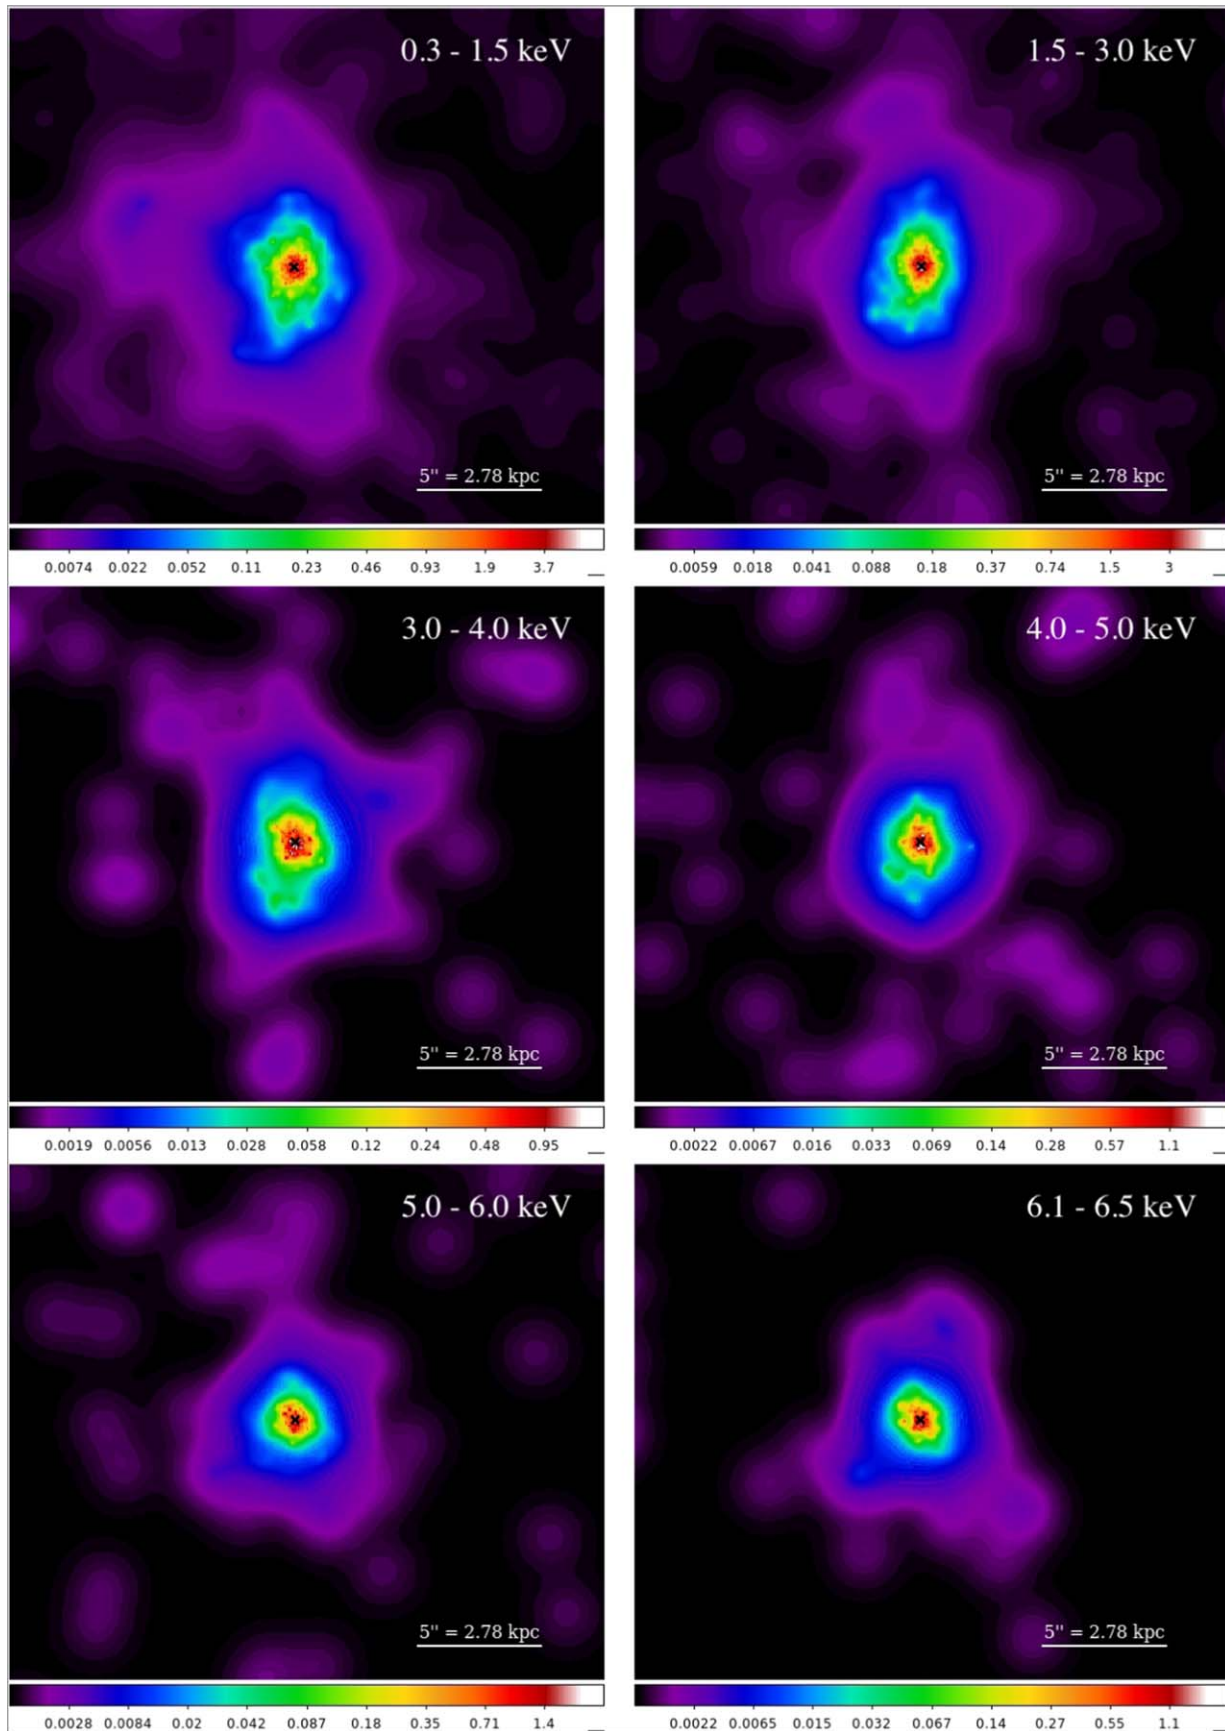 0.3 - 1.5 keV
1.5 - 3.0 keV
5'' = 2.78 kpc
5'' = 2.78 kpc
0.0074 0.022 0.052 0.11 0.23 0.46 0.93 1.9 3.7
0.0059 0.018 0.041 0.088 0.18 0.37 0.74 1.5 3
3.0 - 4.0 keV
4.0 - 5.0 keV
5'' = 2.78 kpc
5'' = 2.78 kpc
0.0019 0.0056 0.013 0.028 0.058 0.12 0.24 0.48 0.95
0.0022 0.0067 0.016 0.033 0.069 0.14 0.28 0.57 1.1
5.0 - 6.0 keV
6.1 - 6.5 keV
5'' = 2.78 kpc
5'' = 2.78 kpc
0.0028 0.0084 0.02 0.042 0.087 0.18 0.35 0.71 1.4
0.0022 0.0065 0.015 0.032 0.067 0.14 0.27 0.55 1.1